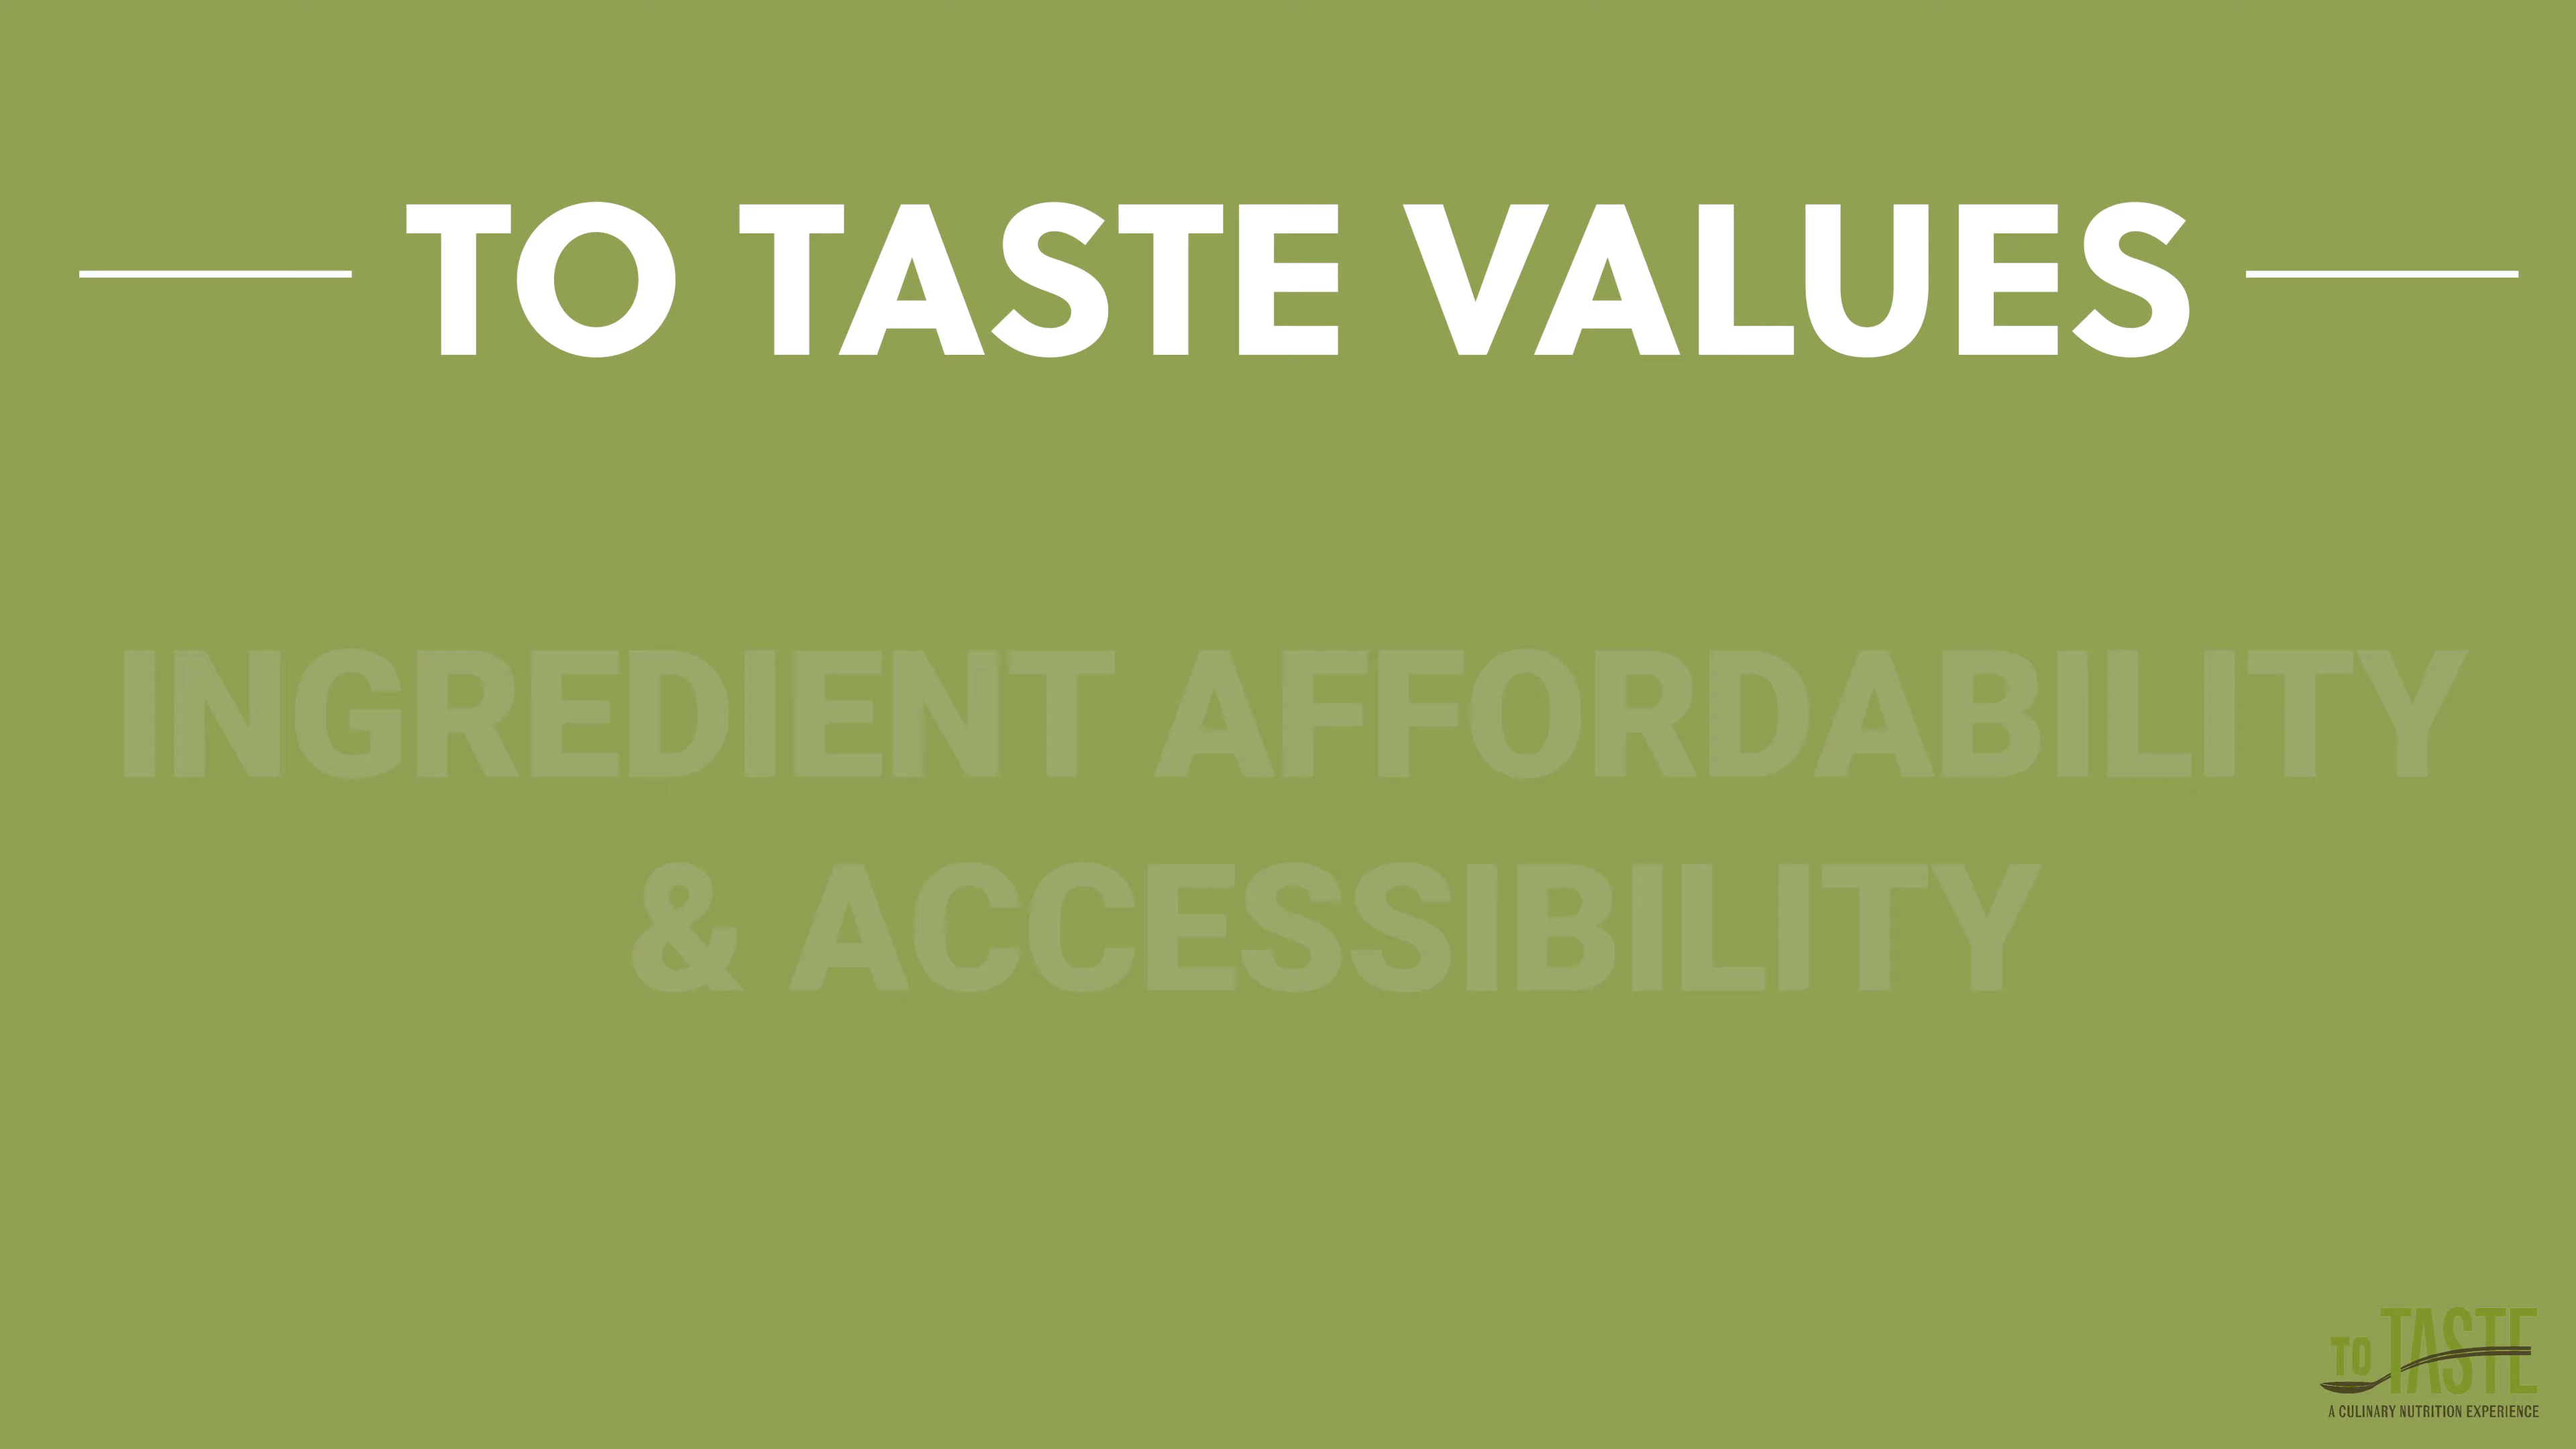 TO TASTE VALUES
INGREDIENT AFFORDABILITY
& ACCESSIBILITY
TO TASTE
A CULINARY NUTRITION EXPERIENCE